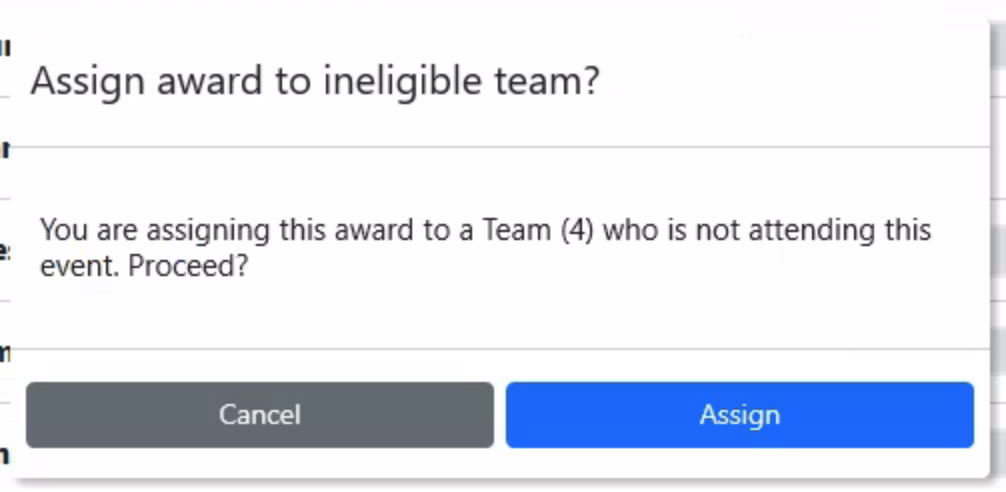 Assign award to ineligible team?
You are assigning this award to a Team (4) who is not attending this
event. Proceed?
Cancel
Assign